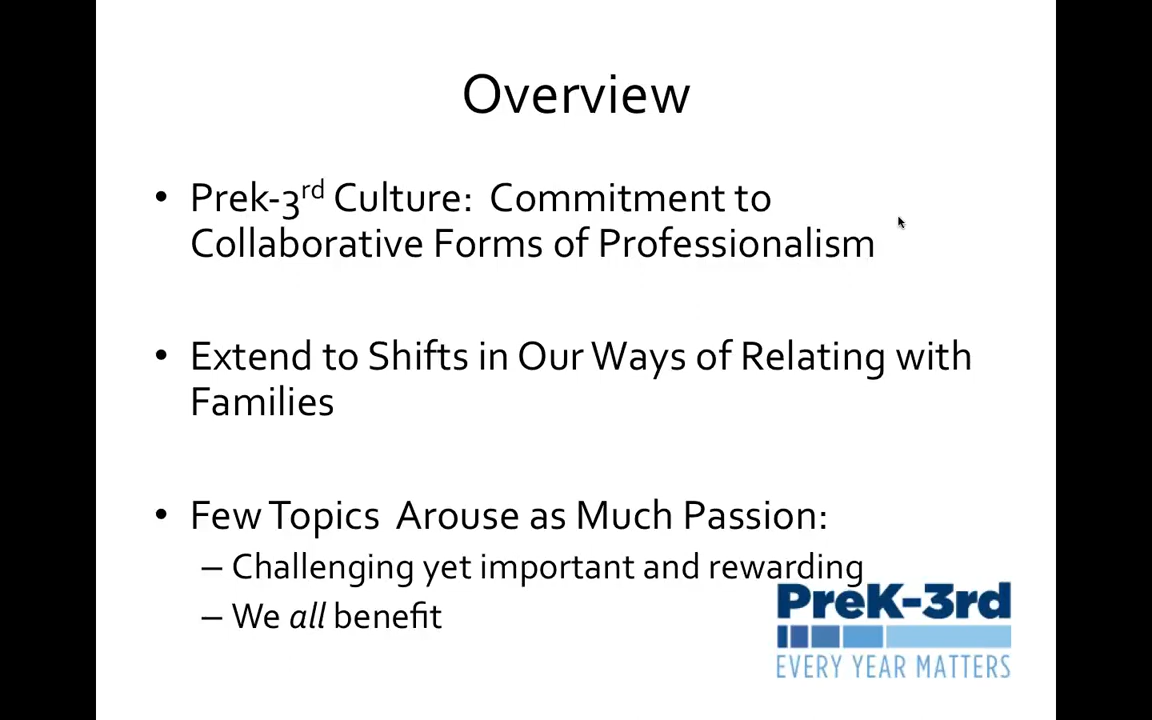 Overview
• Prek-3rd Culture: Commitment to
Collaborative Forms of Professionalism
• Extend to Shifts in Our Ways of Relating with
Families
• Few Topics Arouse as Much Passion:
– Challenging yet important and rewarding
– We all benefit
PreK-3rd
EVERY YEAR MATTERS